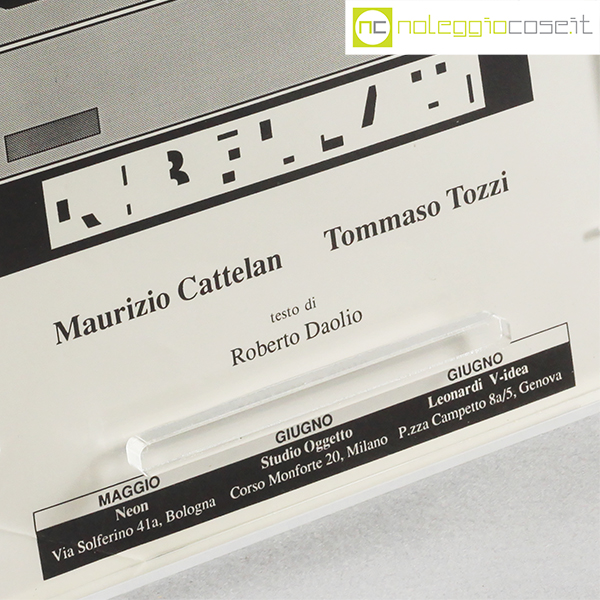 nc noleggiocose.it
Maurizio Cattelan Tommaso Tozzi
testo di
Roberto Daolio
MAGGIO
Neon
Via Solferino 41a, Bologna
GIUGNO
Studio Oggetto
Corso Monforte 20, Milano
GIUGNO
Leonardi V-idea
P.zza Campetto 8a/5, Genova